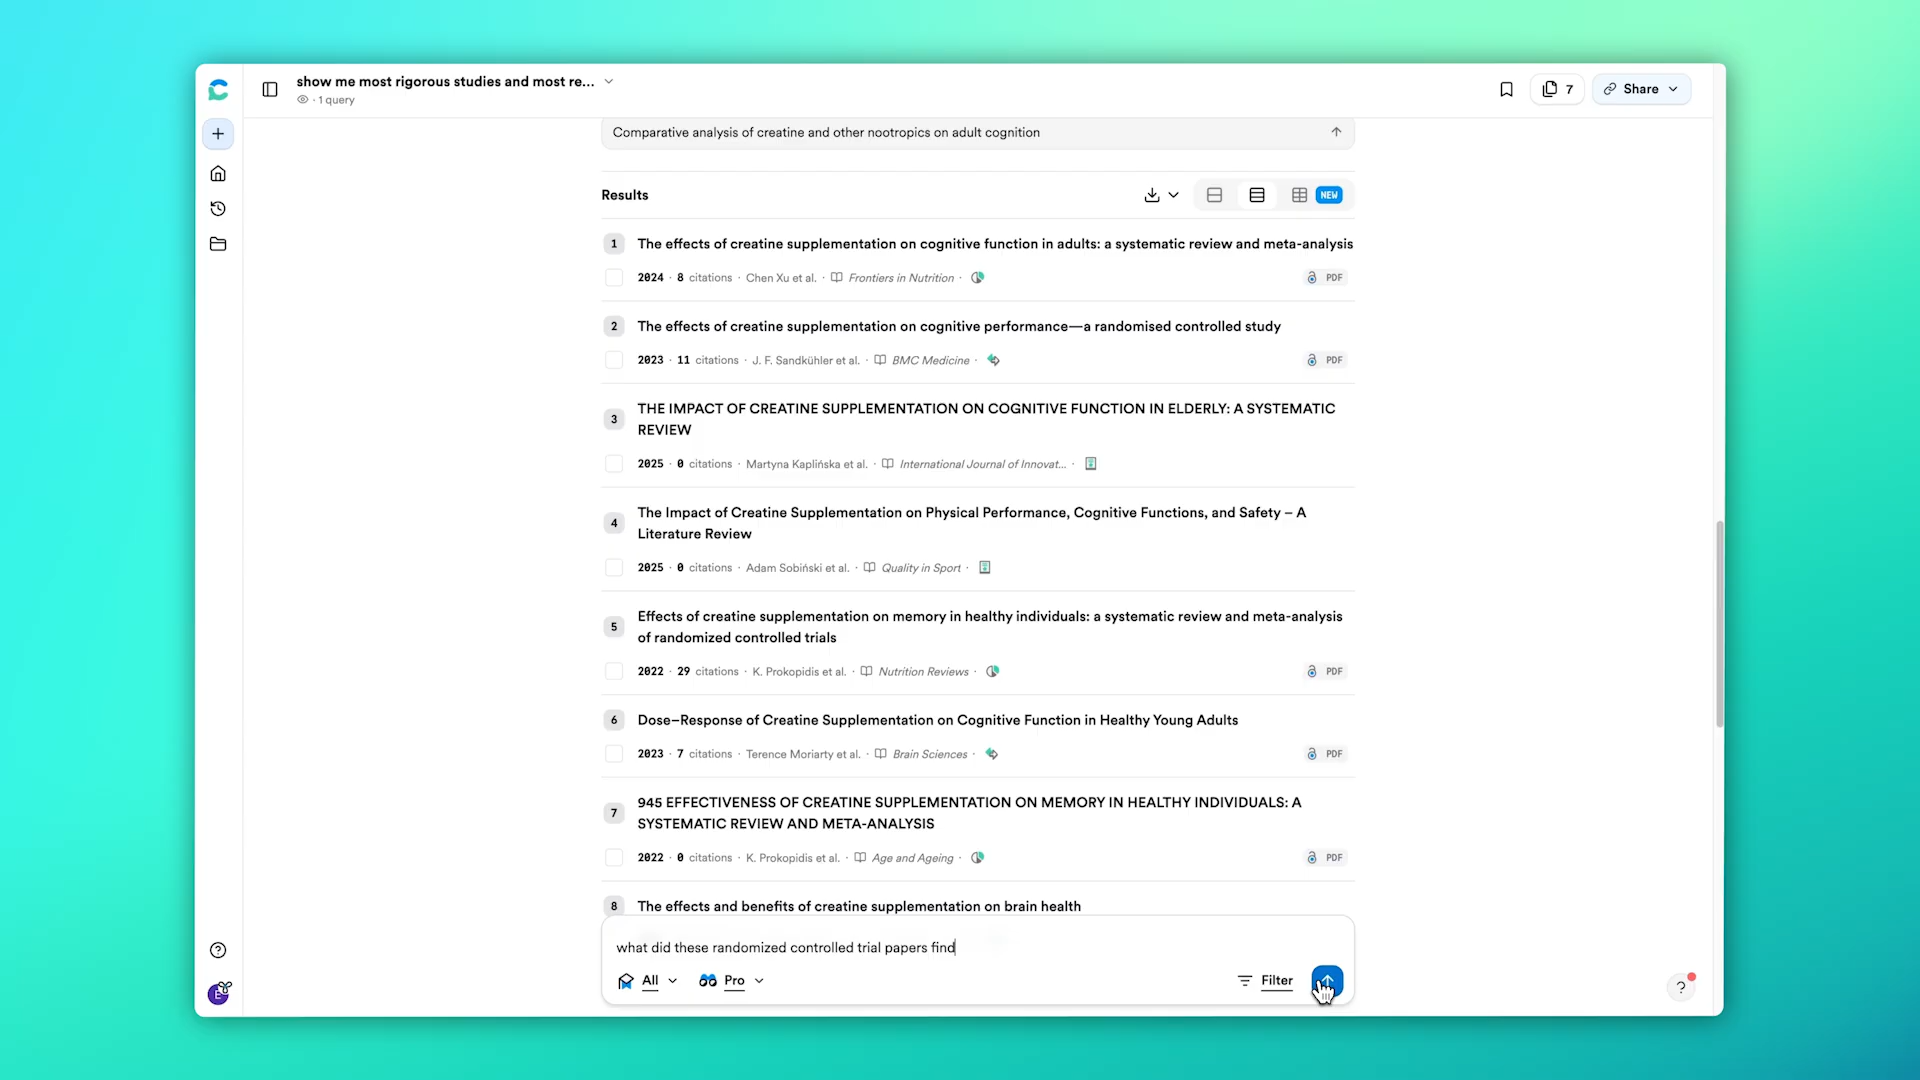 show me most rigorous studies and most re...
· 1 query
7
Share
Comparative analysis of creatine and other nootropics on adult cognition
Results
NEW
1
The effects of creatine supplementation on cognitive function in adults: a systematic review and meta-analysis
2024 · 8 citations · Chen Xu et al. · Frontiers in Nutrition ·
PDF
2
The effects of creatine supplementation on cognitive performance—a randomised controlled study
2023 · 11 citations · J. F. Sandkühler et al. · BMC Medicine ·
PDF
3
THE IMPACT OF CREATINE SUPPLEMENTATION ON COGNITIVE FUNCTION IN ELDERLY: A SYSTEMATIC
REVIEW
2025 · 0 citations · Martyna Kaplińska et al. · International Journal of Innovat... ·
4
The Impact of Creatine Supplementation on Physical Performance, Cognitive Functions, and Safety – A
Literature Review
2025 · 0 citations · Adam Sobiński et al. · Quality in Sport ·
5
Effects of creatine supplementation on memory in healthy individuals: a systematic review and meta-analysis
of randomized controlled trials
2022 · 29 citations · K. Prokopidis et al. · Nutrition Reviews ·
PDF
6
Dose–Response of Creatine Supplementation on Cognitive Function in Healthy Young Adults
2023 · 7 citations · Terence Moriarty et al. · Brain Sciences ·
PDF
7
945 EFFECTIVENESS OF CREATINE SUPPLEMENTATION ON MEMORY IN HEALTHY INDIVIDUALS: A
SYSTEMATIC REVIEW AND META-ANALYSIS
2022 · 0 citations · K. Prokopidis et al. · Age and Ageing ·
PDF
8
The effects and benefits of creatine supplementation on brain health
what did these randomized controlled trial papers find
All
Pro
Filter
E
?